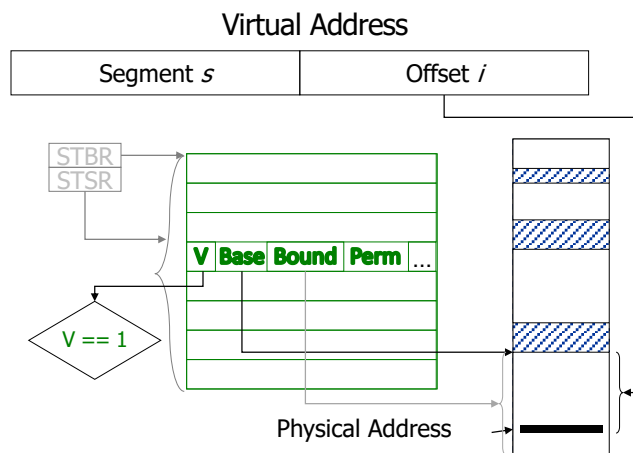 Virtual Address
Segment s
Offset i
STBR
STSR
V Base Bound Perm ...
V == 1
Physical Address